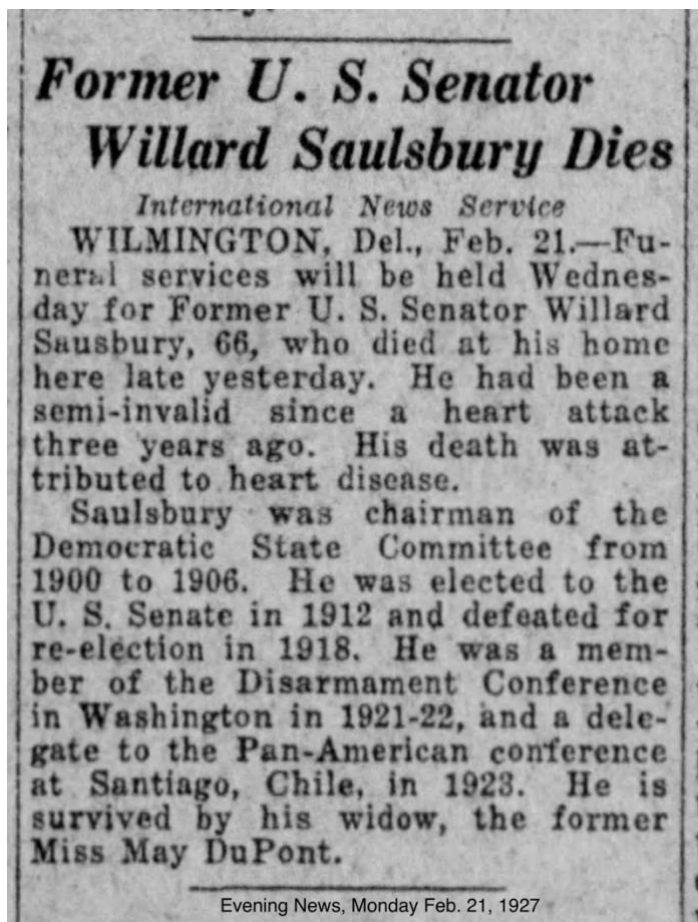 Former U. S. Senator
Willard Saulsbury Dies
International News Service
WILMINGTON, Del., Feb. 21.—Fu-
neral services will be held Wednes-
day for Former U. S. Senator Willard
Sausbury, 66, who died at his home
here late yesterday. He had been a
semi-invalid since a heart attack
three years ago. His death was at-
tributed to heart disease.
Saulsbury was chairman of the
Democratic State Committee from
1900 to 1906. He was elected to the
U. S. Senate in 1912 and defeated for
re-election in 1918. He was a mem-
ber of the Disarmament Conference
in Washington in 1921-22, and a dele-
gate to the Pan-American conference
at Santiago, Chile, in 1923. He is
survived by his widow, the former
Miss May DuPont.
Evening News, Monday Feb. 21, 1927